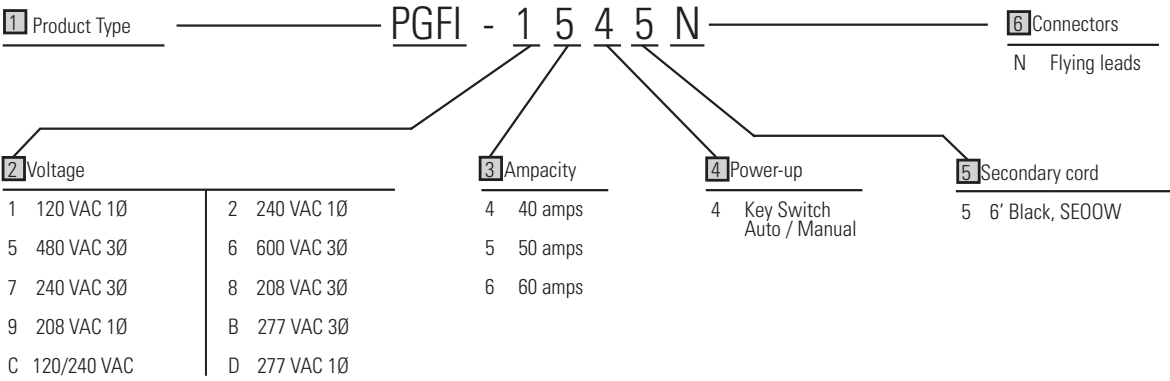 1 Product Type
PGFI - 1 5 4 5 N
6 Connectors
N Flying leads
2 Voltage
1 120 VAC 1Ø 2 240 VAC 1Ø
5 480 VAC 3Ø 6 600 VAC 3Ø
7 240 VAC 3Ø 8 208 VAC 3Ø
9 208 VAC 1Ø B 277 VAC 3Ø
C 120/240 VAC D 277 VAC 1Ø
3 Ampacity
4 40 amps
5 50 amps
6 60 amps
4 Power-up
4 Key Switch
Auto / Manual
5 Secondary cord
5 6’ Black, SEOOW